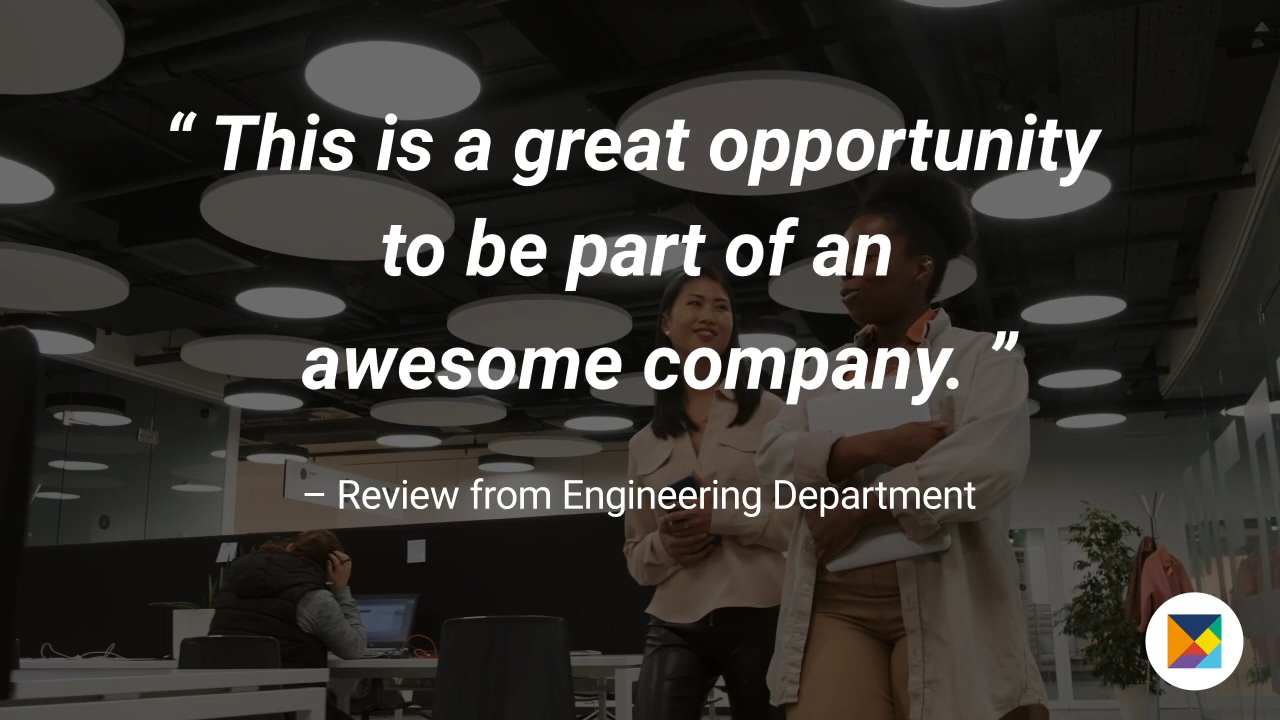 “ This is a great opportunity
to be part of an
awesome company. ”
– Review from Engineering Department